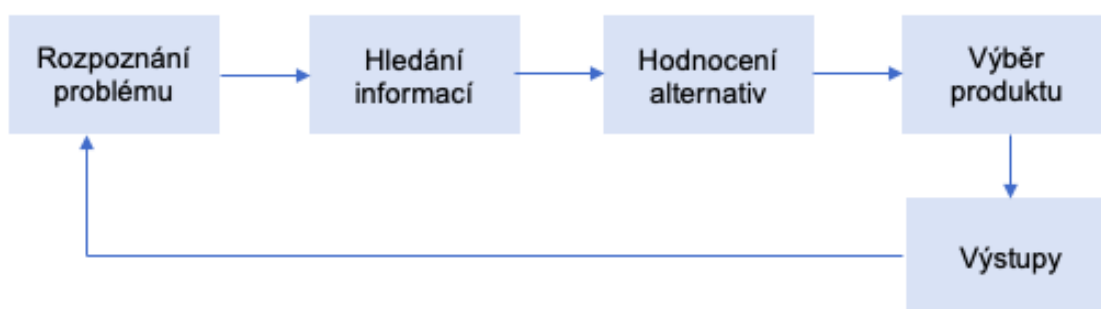 Rozpoznání
problému
Hledání
informací
Hodnocení
alternativ
Výběr
produktu
Výstupy